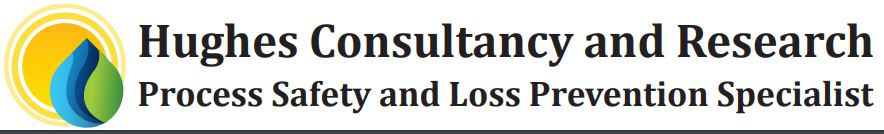 Hughes Consultancy and Research
Process Safety and Loss Prevention Specialist